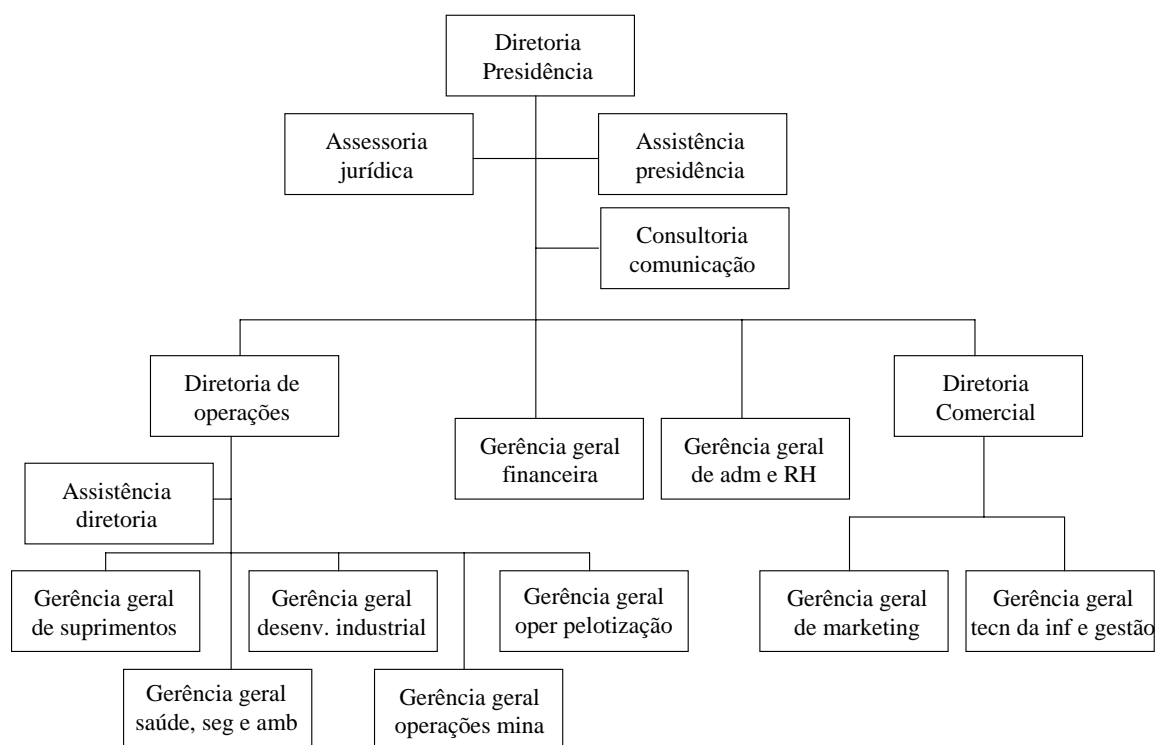 Diretoria
Presidência
Assessoria
jurídica
Assistência
presidência
Consultoria
comunicação
Diretoria de
operações
Diretoria
Comercial
Gerência geral
financeira
Gerência geral
de adm e RH
Assistência
diretoria
Gerência geral
de suprimentos
Gerência geral
desenv. industrial
Gerência geral
oper pelotização
Gerência geral
de marketing
Gerência geral
tecn da inf e gestão
Gerência geral
saúde, seg e amb
Gerência geral
operações mina